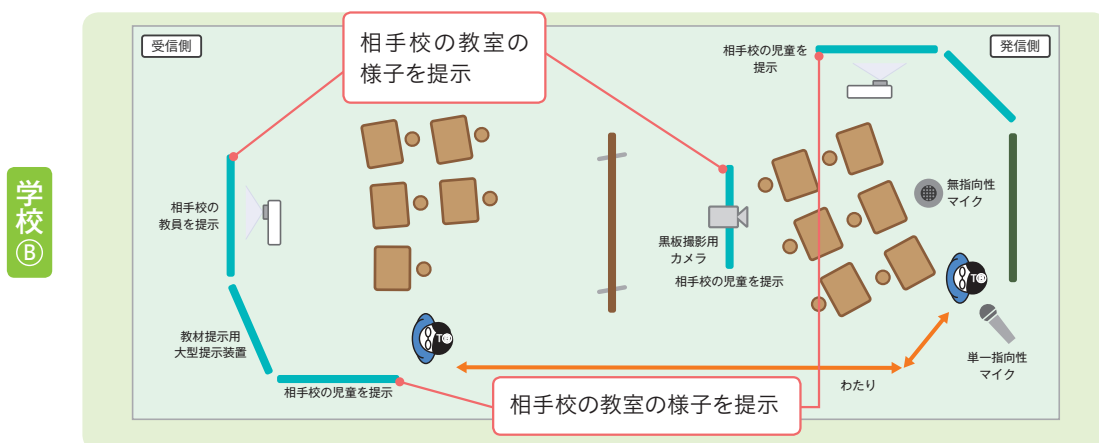 学校Ⓑ
受信側
相手校の教室の
様子を提示
相手校の児童を
提示
発信側
相手校の
教員を提示
無指向性
マイク
黒板撮影用
カメラ
相手校の児童を提示
教材提示用
大型提示装置
TⒷ
TⒷ
単一指向性
マイク
わたり
相手校の児童を提示
相手校の教室の様子を提示